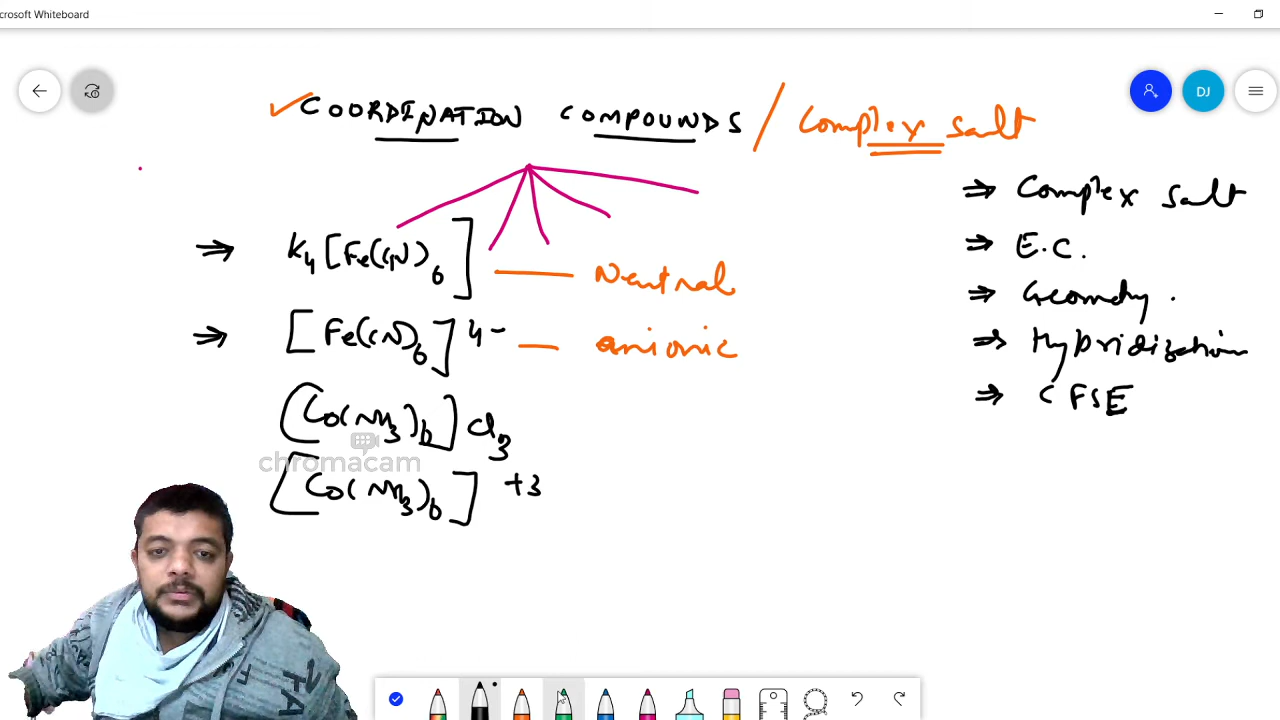 crosoft Whiteboard
DJ
COORDINATION COMPOUNDS / Complex salt
⇒ Complex salt
⇒ E.C.
⇒ Geometry.
⇒ Hybridization
⇒ CFSE
⇒ K4[Fe(CN)6] — Neutral
⇒ [Fe(CN)6]4- — anionic
[Co(NH3)6]Cl3
chromacam
[Co(NH3)6] +3